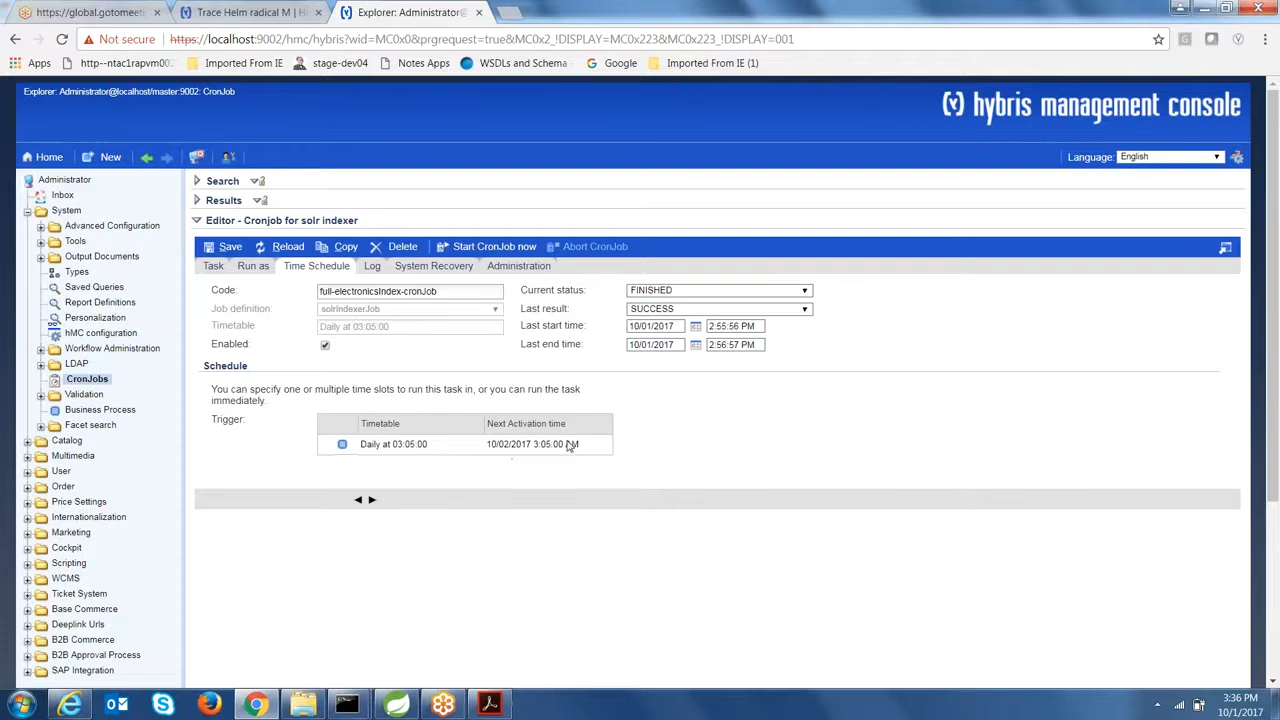 https://global.gotomeeti
Trace Helm radical M | H
Explorer: Administrator@
Not secure
https://localhost:9002/hmc/hybris?wid=MC0x0&prgrequest=true&MC0x2_!DISPLAY=MC0x223&MC0x223_!DISPLAY=001
Apps
http--ntac1rapvm002
Imported From IE
stage-dev04
Notes Apps
WSDLs and Schema
Google
Imported From IE (1)
Explorer: Administrator@localhost/master:9002: CronJob
hybris management console
Home
New
Language:
English
Administrator
Inbox
System
Advanced Configuration
Tools
Output Documents
Types
Saved Queries
Report Definitions
Personalization
hMC configuration
Workflow Administration
LDAP
CronJobs
Validation
Business Process
Facet search
Catalog
Multimedia
User
Order
Price Settings
Internationalization
Marketing
Cockpit
Scripting
WCMS
Ticket System
Base Commerce
Deeplink Urls
B2B Commerce
B2B Approval Process
SAP Integration
Search
Results
Editor - Cronjob for solr indexer
Save
Reload
Copy
Delete
Start CronJob now
Abort CronJob
Task
Run as
Time Schedule
Log
System Recovery
Administration
Code:
full-electronicsIndex-cronJob
Current status:
FINISHED
Job definition:
solrIndexerJob
Last result:
SUCCESS
Timetable
Daily at 03:05:00
Last start time:
10/01/2017
2:55:56 PM
Enabled:
Last end time:
10/01/2017
2:56:57 PM
Schedule
You can specify one or multiple time slots to run this task in, or you can run the task
immediately.
Trigger:
Timetable
Next Activation time
Daily at 03:05:00
10/02/2017 3:05:00
3:36 PM
10/1/2017